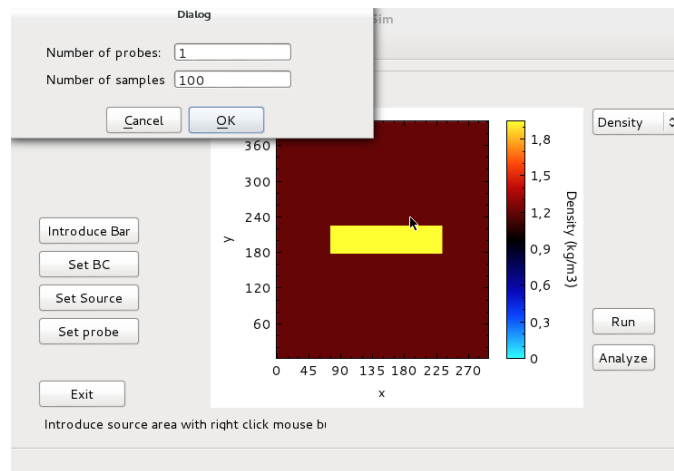 Dialog
Sim
Number of probes: 1
Number of samples 100
Cancel OK
Density
360
300
240
180
120
60
y
0 45 90 135 180 225 270
x
1,8
1,5
1,2
0,9
0,6
0,3
0
Density (kg/m3)
Introduce Bar
Set BC
Set Source
Set probe
Exit
Run
Analyze
Introduce source area with right click mouse